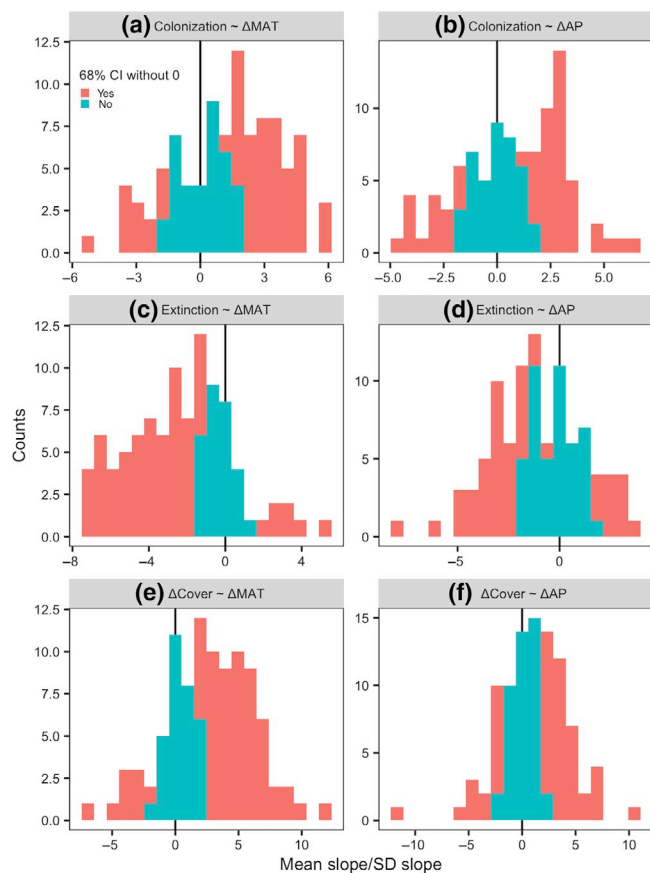 (a) Colonization ~ ΔMAT
(b) Colonization ~ ΔAP
12.5
10.0
7.5
5.0
2.5
0.0
68% CI without 0
Yes
No
−6 −3 0 3 6
10
5
0
−5.0 −2.5 0.0 2.5 5.0
(c) Extinction ~ ΔMAT
(d) Extinction ~ ΔAP
12.5
10.0
7.5
5.0
2.5
0.0
−8 −4 0 4
10
5
0
−5 0
Counts
(e) ΔCover ~ ΔMAT
(f) ΔCover ~ ΔAP
12.5
10.0
7.5
5.0
2.5
0.0
−5 0 5 10
15
10
5
0
−10 −5 0 5 10
Mean slope/SD slope